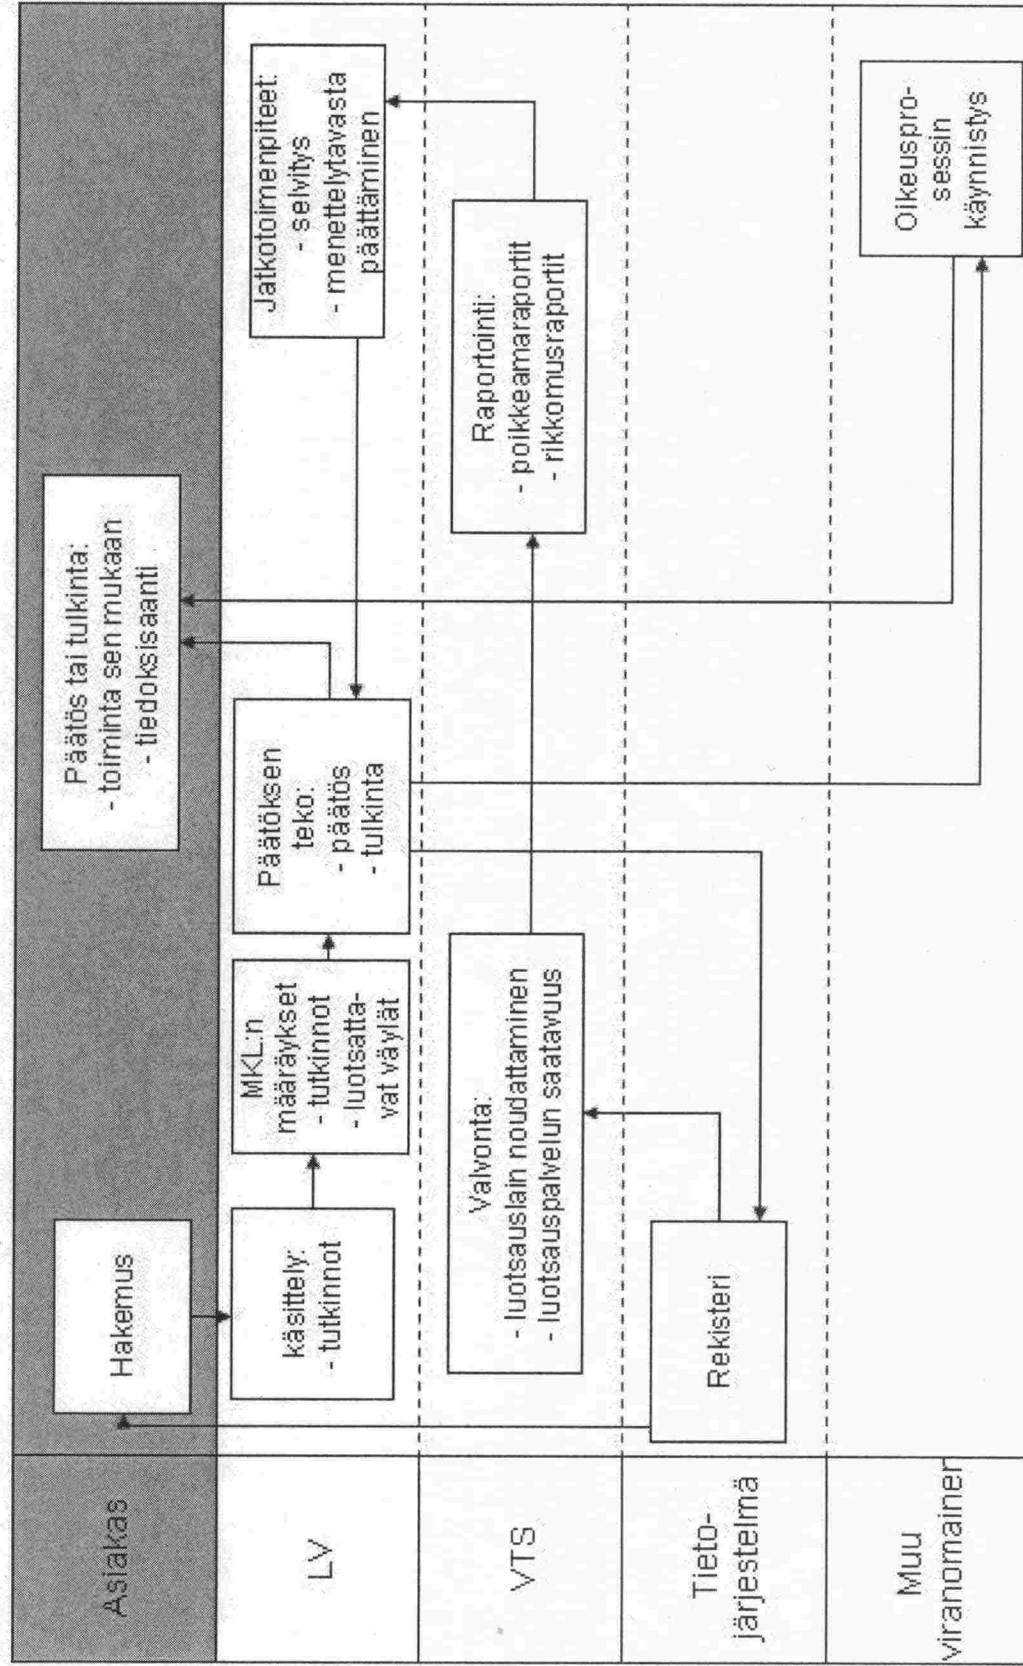 Asiakas
Hakemus
Päätös tai tulkinta:
- toiminta sen mukaan
- tiedoksisaanti
LV
käsittely:
- tutkinnot
MKL:n
määräykset
- tutkinnot
- luotsatta-
vat väylät
Päätöksen
teko:
- päätös
- tulkinta
Jatkotoimenpiteet:
- selvitys
- menettelytavasta
päättäminen
VTS
Valvonta:
- luotsauslain noudattaminen
- luotsauspalvelun saatavuus
Raportointi:
- poikkeamaraportit
- rikkomusraportit
Tieto-
järjestelmä
Rekisteri
Muu
viranomainen
Oikeuspro-
sessin
käynnistys